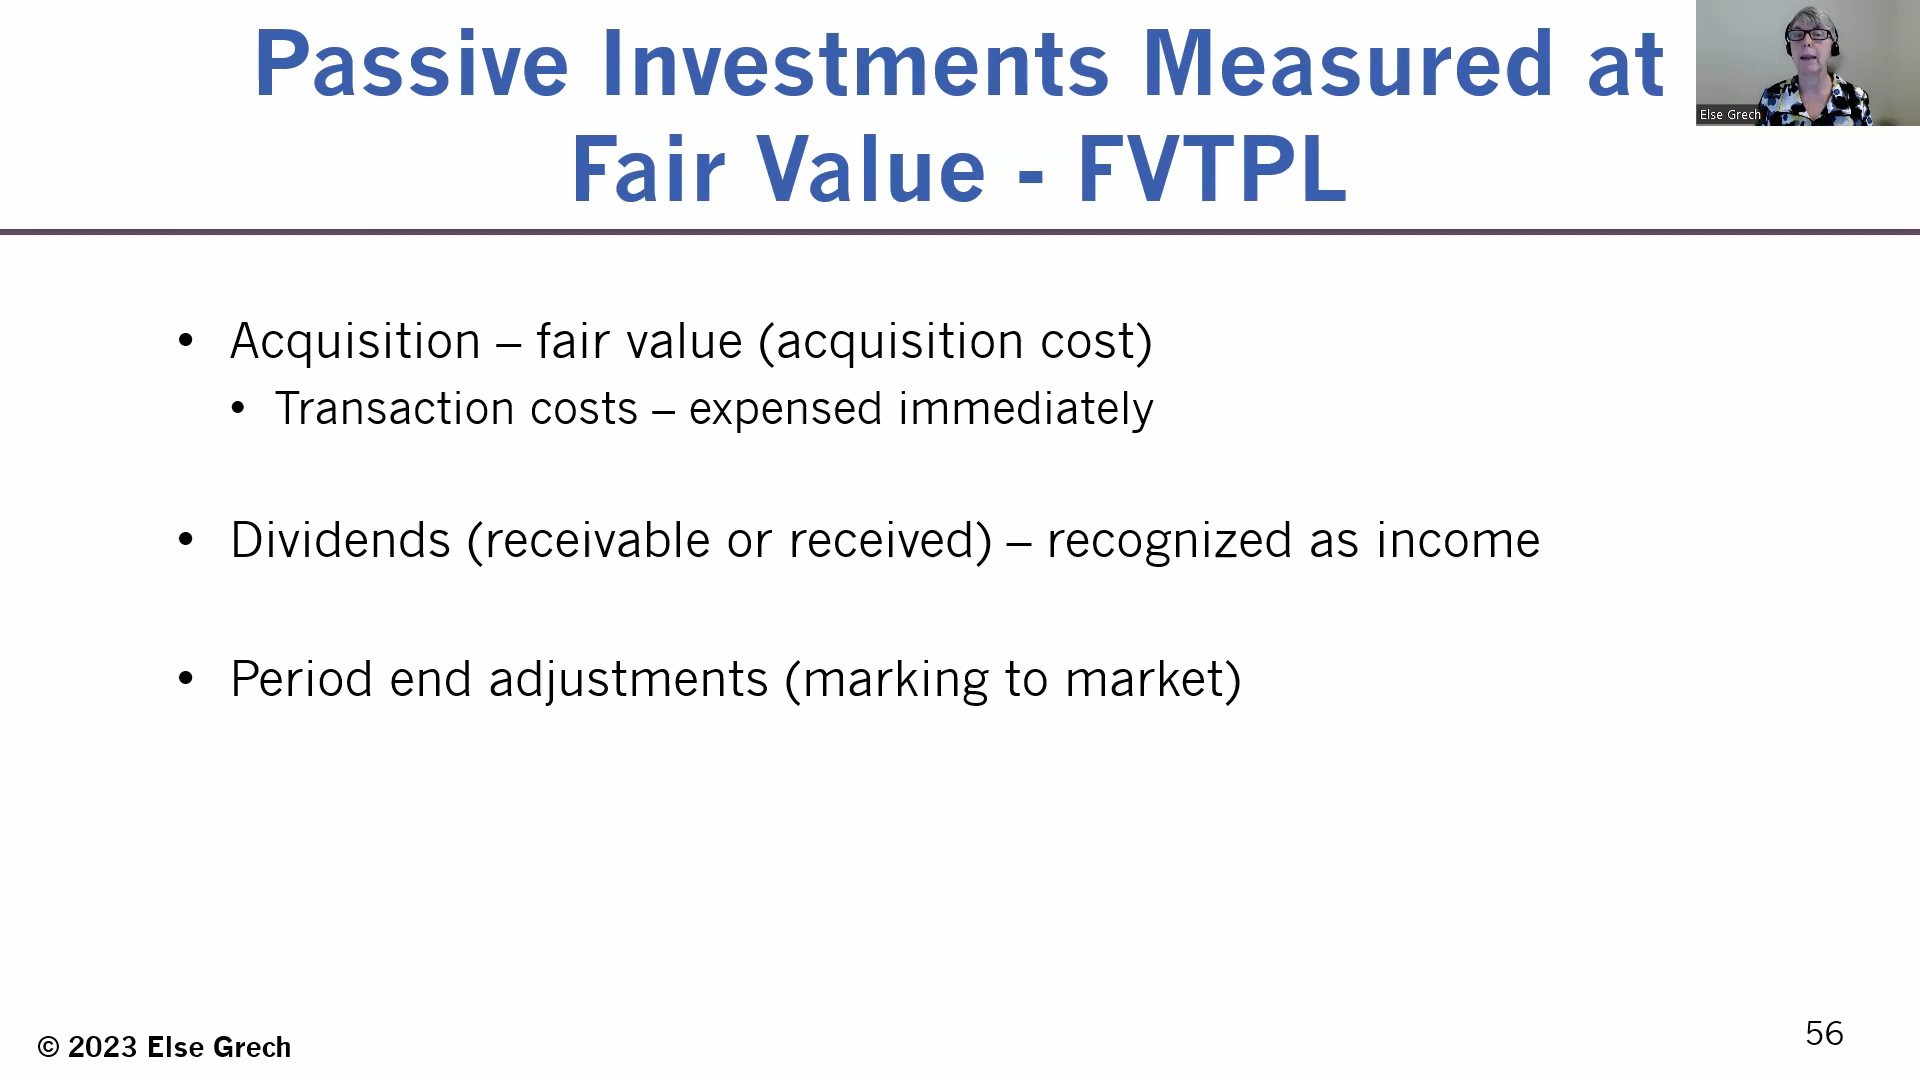 Passive Investments Measured at
Fair Value - FVTPL
Else Grech
• Acquisition – fair value (acquisition cost)
• Transaction costs – expensed immediately
• Dividends (receivable or received) – recognized as income
• Period end adjustments (marking to market)
© 2023 Else Grech
56